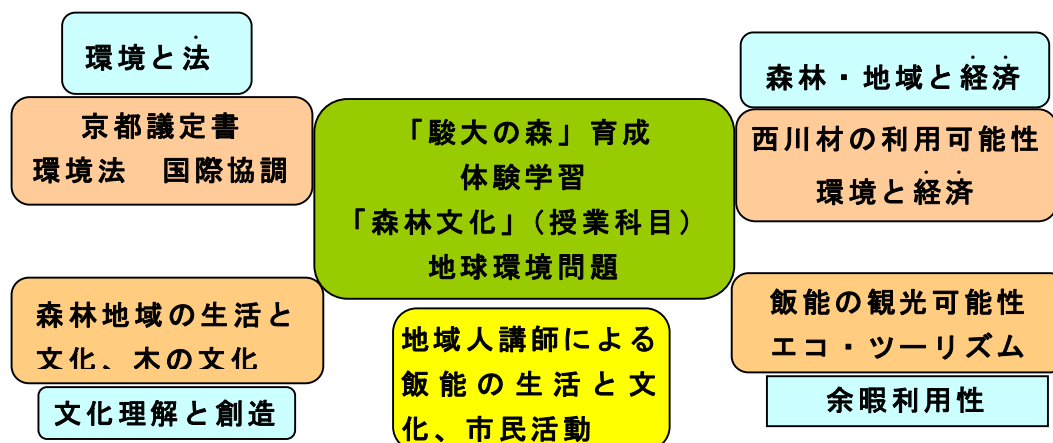 環境と法
京都議定書
環境法　国際協調
「駿大の森」育成
体験学習
「森林文化」（授業科目）
地球環境問題
森林・地域と経済
西川材の利用可能性
環境と経済
森林地域の生活と
文化、木の文化
文化理解と創造
地域人講師による
飯能の生活と文
化、市民活動
飯能の観光可能性
エコ・ツーリズム
余暇利用性